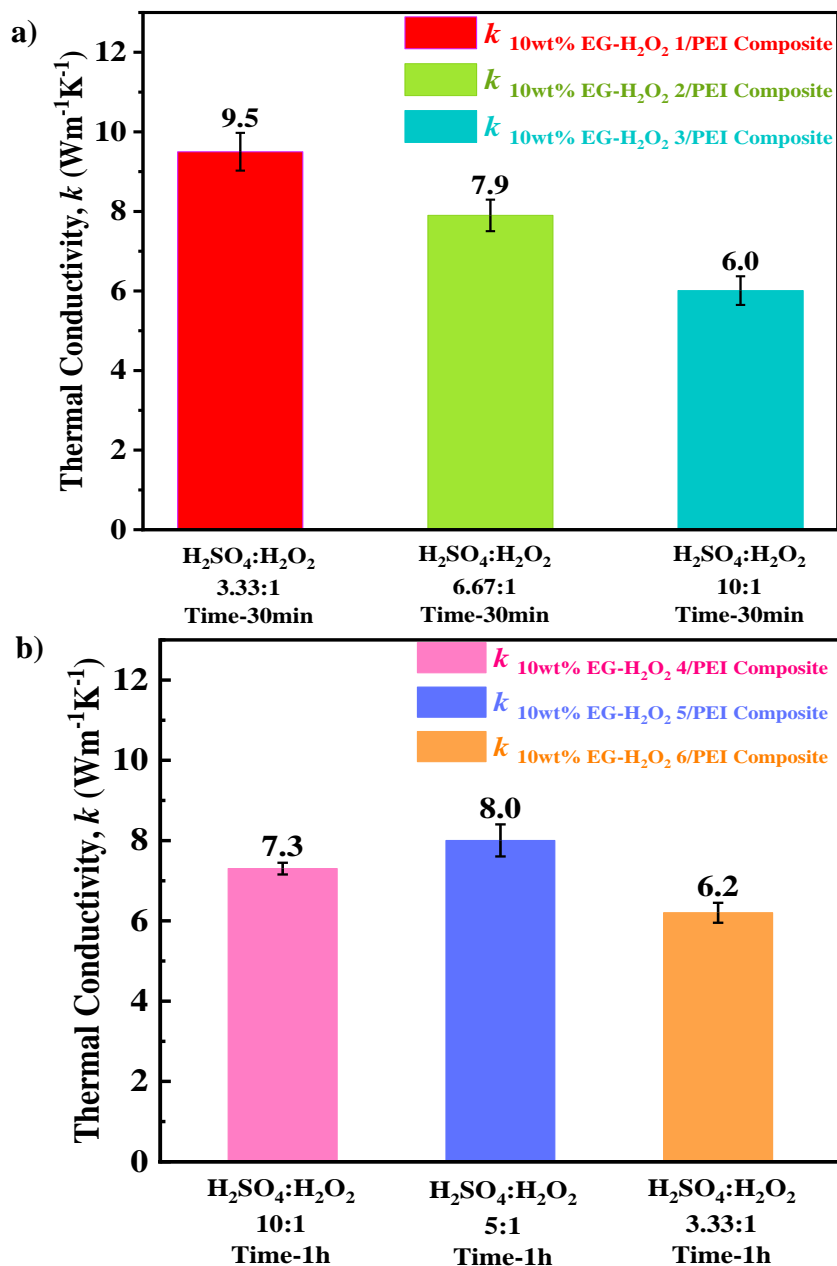 a)
Thermal Conductivity, k (Wm⁻¹K⁻¹)
12
10
8
6
4
2
0
k 10wt% EG-H₂O₂ 1/PEI Composite
k 10wt% EG-H₂O₂ 2/PEI Composite
k 10wt% EG-H₂O₂ 3/PEI Composite
9.5
7.9
6.0
H₂SO₄:H₂O₂
3.33:1
Time-30min
H₂SO₄:H₂O₂
6.67:1
Time-30min
H₂SO₄:H₂O₂
10:1
Time-30min
b)
Thermal Conductivity, k (Wm⁻¹K⁻¹)
12
10
8
6
4
2
0
k 10wt% EG-H₂O₂ 4/PEI Composite
k 10wt% EG-H₂O₂ 5/PEI Composite
k 10wt% EG-H₂O₂ 6/PEI Composite
7.3
8.0
6.2
H₂SO₄:H₂O₂
10:1
Time-1h
H₂SO₄:H₂O₂
5:1
Time-1h
H₂SO₄:H₂O₂
3.33:1
Time-1h